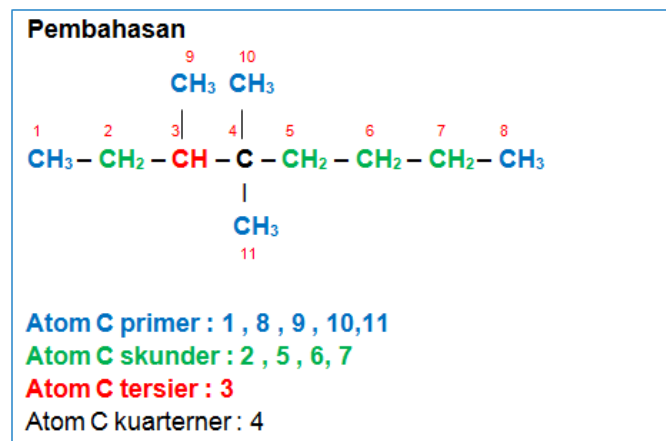 Pembahasan
9 10
CH₃ CH₃
1 2 3 4 5 6 7 8
CH₃ – CH₂ – CH – C – CH₂ – CH₂ – CH₂ – CH₃
CH₃
11
Atom C primer : 1 , 8 , 9 , 10,11
Atom C skunder : 2 , 5 , 6, 7
Atom C tersier : 3
Atom C kuarterner : 4